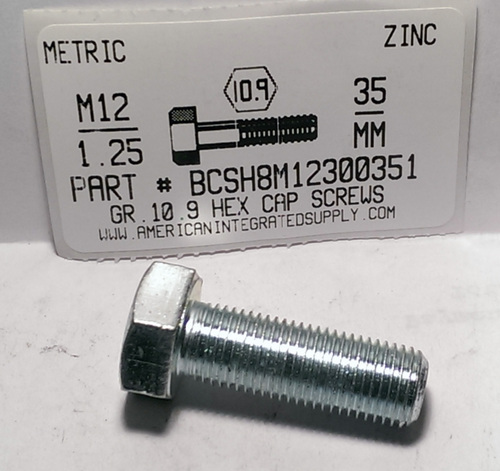 METRIC ZINC
10.9
M12 35
1.25 MM
PART # BCSH8M12300351
GR.10.9 HEX CAP SCREWS
WWW.AMERICANINTEGRATEDSUPPLY.COM